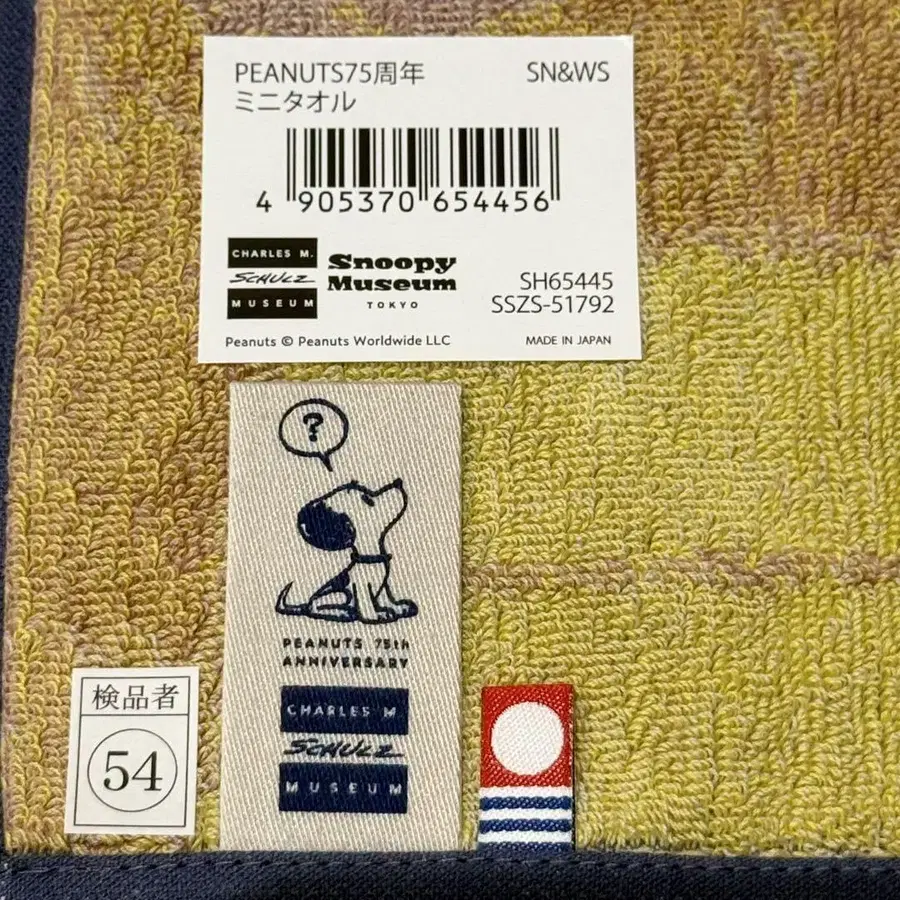 PEANUTS75周年 SN&WS
ミニタオル
4 905370 654456
CHARLES M.
SCHULZ
MUSEUM
Snoopy
Museum
TOKYO
SH65445
SSZS-51792
Peanuts © Peanuts Worldwide LLC
MADE IN JAPAN
?
PEANUTS 75th
ANNIVERSARY
CHARLES M
SCHULZ
MUSEUM
検品者
54